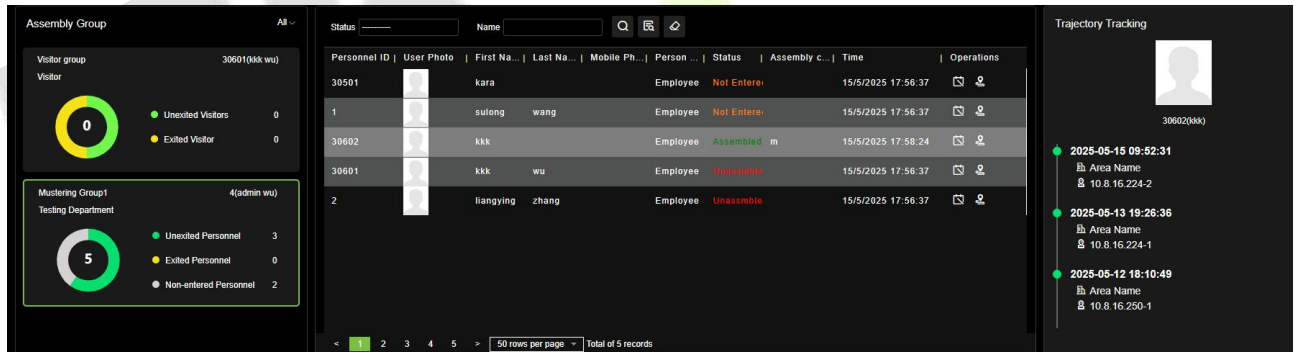 Assembly Group
All
Visitor group 30601(kkk wu)
Visitor
0
Unexited Visitors 0
Exited Visitor 0
Mustering Group1 4(admin wu)
Testing Department
5
Unexited Personnel 3
Exited Personnel 0
Non-entered Personnel 2
Status ---------- Name
Personnel ID | User Photo | First Na... | Last Na... | Mobile Ph... | Person ... | Status | Assembly c... | Time | Operations
30501 kara Employee Not Entere 15/5/2025 17:56:37
1 sulong wang Employee Not Entere 15/5/2025 17:56:37
30602 kkk Employee Assembled m 15/5/2025 17:58:24
30601 kkk wu Employee Unassmble 15/5/2025 17:56:37
2 liangying zhang Employee Unassmble 15/5/2025 17:56:37
< 1 2 3 4 5 > 50 rows per page Total of 5 records
Trajectory Tracking
30602(kkk)
2025-05-15 09:52:31
Area Name
10.8.16.224-2
2025-05-13 19:26:36
Area Name
10.8.16.224-1
2025-05-12 18:10:49
Area Name
10.8.16.250-1